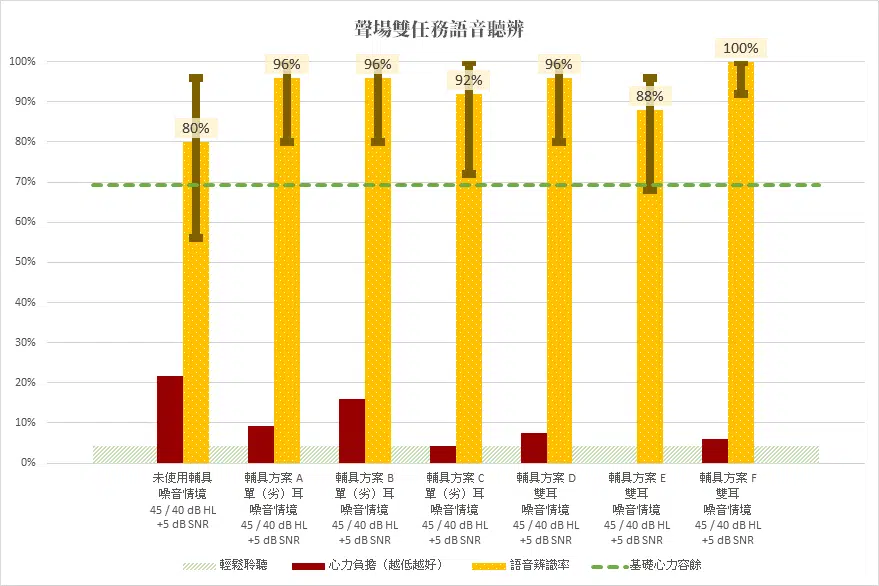 聲場雙任務語音聽辨
100%
90%
80%
70%
60%
50%
40%
30%
20%
10%
0%
80%
96%
96%
92%
96%
88%
100%
未使用輔具
噪音情境
45 / 40 dB HL
+5 dB SNR
輔具方案 A
單（劣）耳
噪音情境
45 / 40 dB HL
+5 dB SNR
輔具方案 B
單（劣）耳
噪音情境
45 / 40 dB HL
+5 dB SNR
輔具方案 C
單（劣）耳
噪音情境
45 / 40 dB HL
+5 dB SNR
輔具方案 D
雙耳
噪音情境
45 / 40 dB HL
+5 dB SNR
輔具方案 E
雙耳
噪音情境
45 / 40 dB HL
+5 dB SNR
輔具方案 F
雙耳
噪音情境
45 / 40 dB HL
+5 dB SNR
輕鬆聆聽
心力負擔（越低越好）
語音辨識率
基礎心力容餘